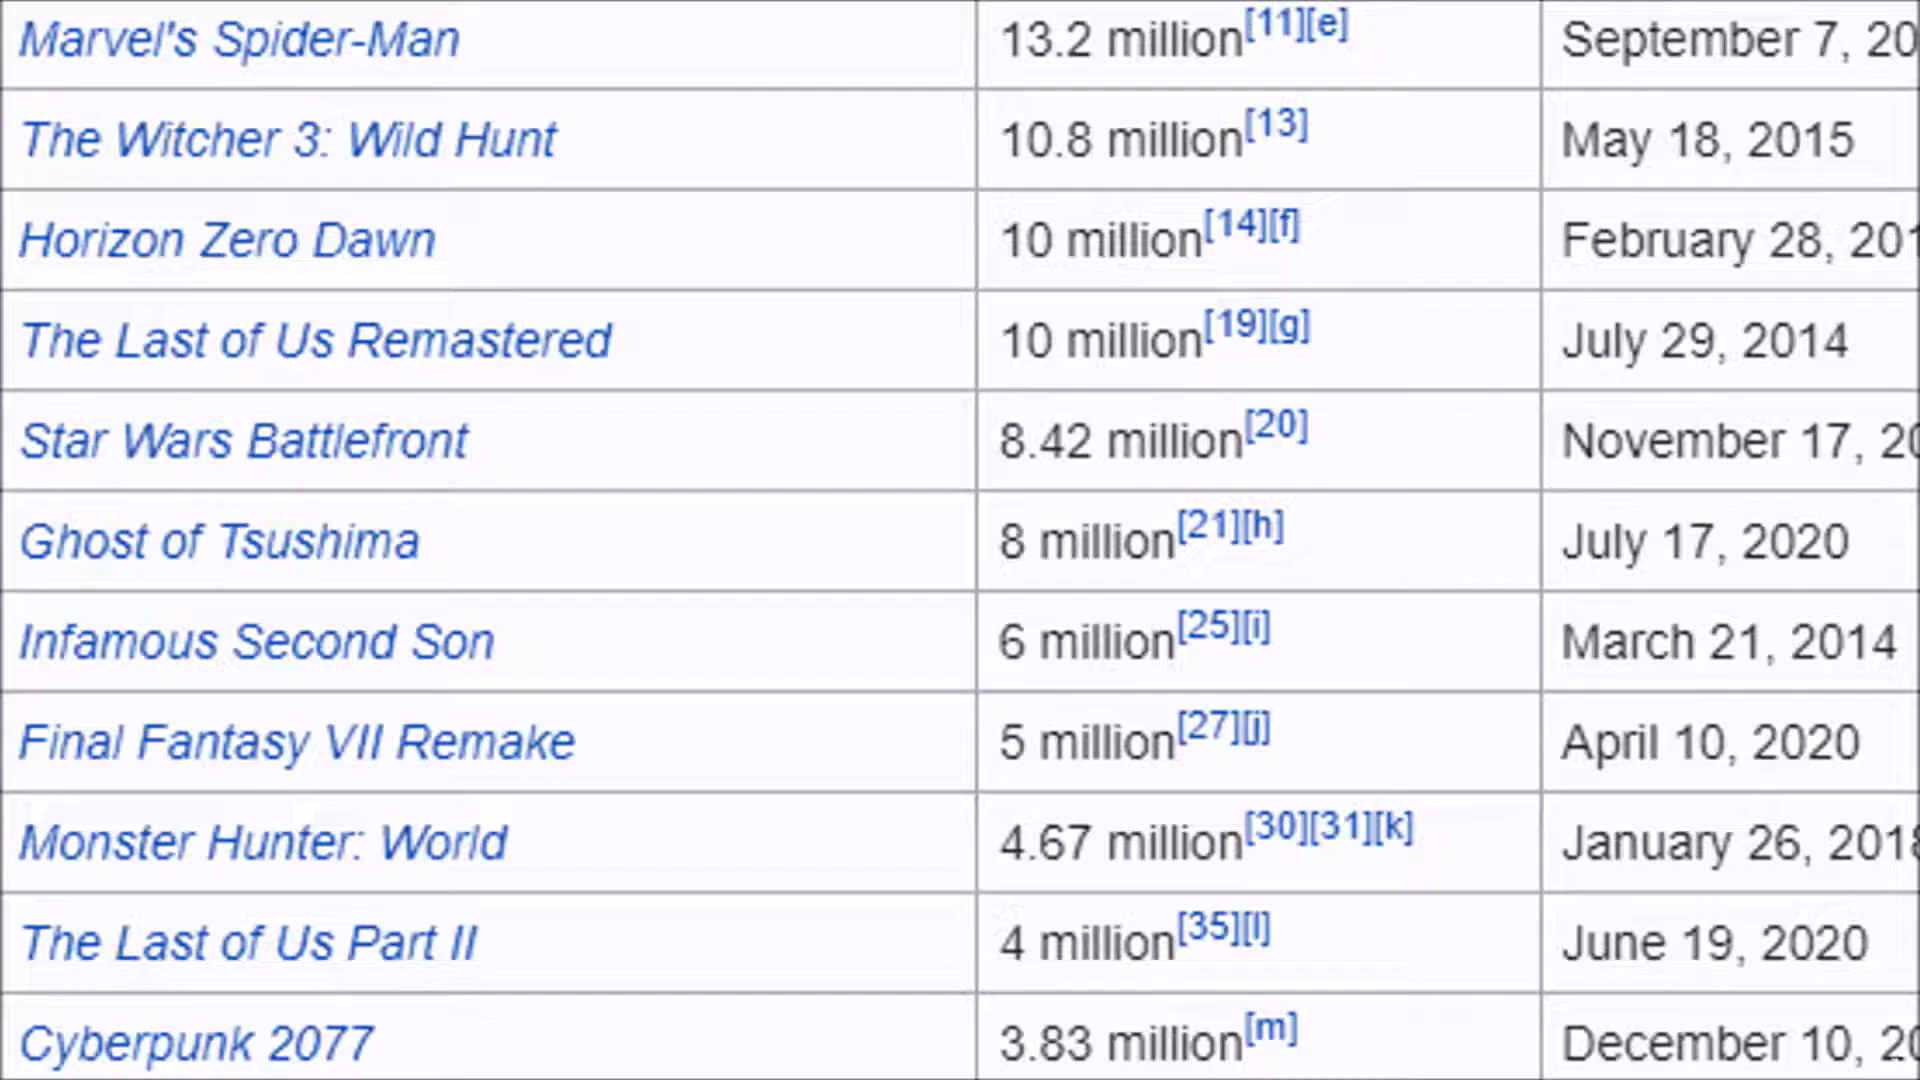 Marvel's Spider-Man 13.2 million[11][e] September 7, 20
The Witcher 3: Wild Hunt 10.8 million[13] May 18, 2015
Horizon Zero Dawn 10 million[14][f] February 28, 201
The Last of Us Remastered 10 million[19][g] July 29, 2014
Star Wars Battlefront 8.42 million[20] November 17, 20
Ghost of Tsushima 8 million[21][h] July 17, 2020
Infamous Second Son 6 million[25][i] March 21, 2014
Final Fantasy VII Remake 5 million[27][j] April 10, 2020
Monster Hunter: World 4.67 million[30][31][k] January 26, 2018
The Last of Us Part II 4 million[35][l] June 19, 2020
Cyberpunk 2077 3.83 million[m] December 10, 20